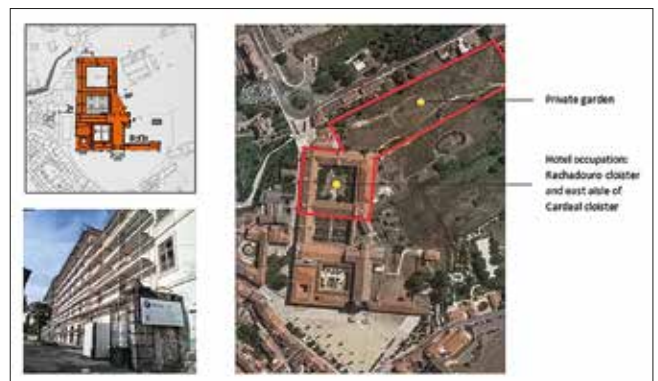 Private garden
Hotel occupation:
Rachadouro cloister
and east aisle of
Cardeal cloister